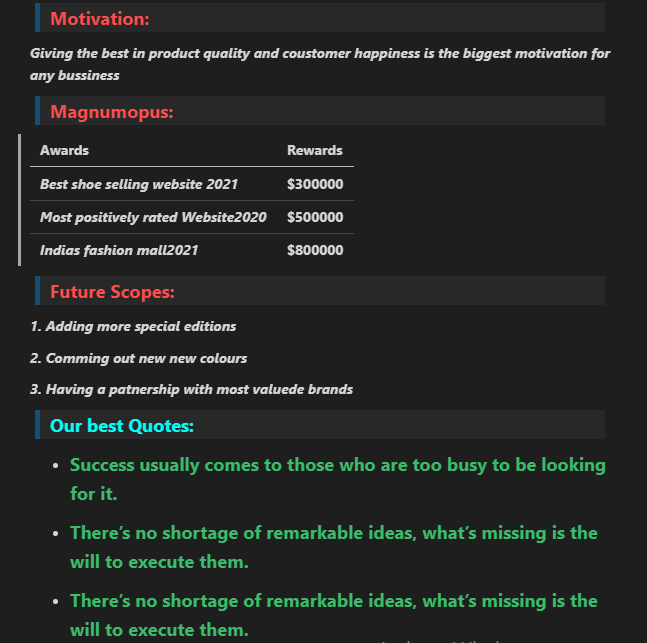 Motivation:
Giving the best in product quality and coustomer happiness is the biggest motivation for
any bussiness
Magnumopus:
Awards Rewards
Best shoe selling website 2021 $300000
Most positively rated Website2020 $500000
Indias fashion mall2021 $800000
Future Scopes:
1. Adding more special editions
2. Comming out new new colours
3. Having a patnership with most valuede brands
Our best Quotes:
• Success usually comes to those who are too busy to be looking
for it.
• There’s no shortage of remarkable ideas, what’s missing is the
will to execute them.
• There’s no shortage of remarkable ideas, what’s missing is the
will to execute them.